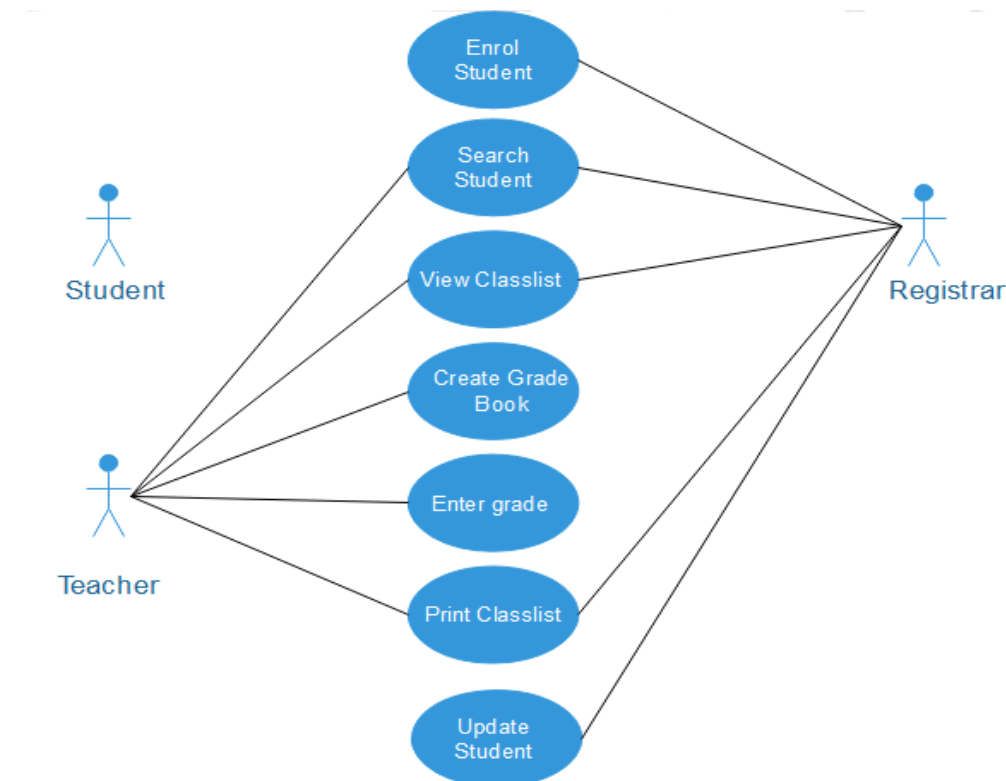 Enrol
Student
Search
Student
Student
View Classlist
Registrar
Create Grade
Book
Enter grade
Teacher
Print Classlist
Update
Student